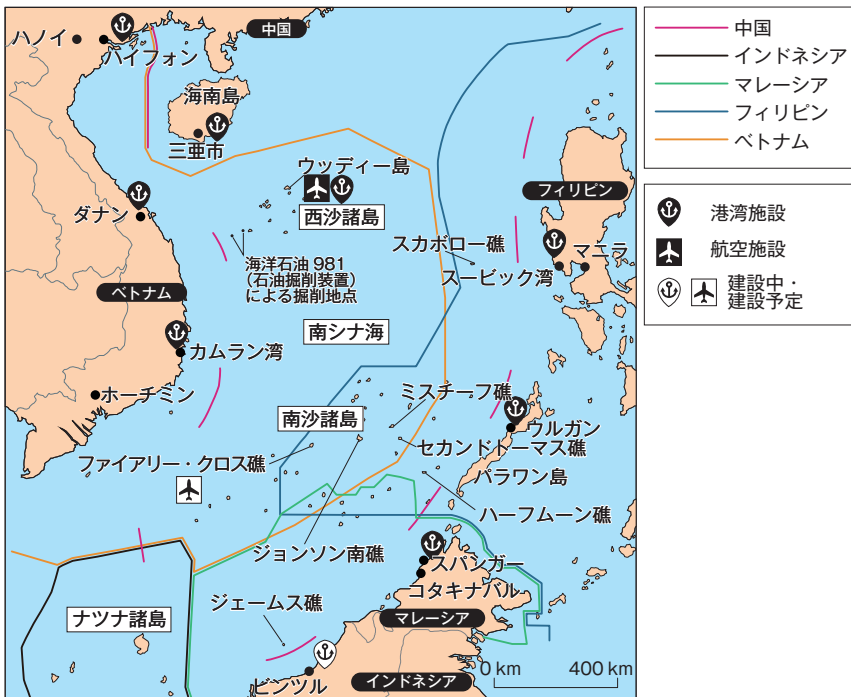 中国
ハノイ
ハイフォン
海南島
三亜市
ウッディー島
西沙諸島
フィリピン
ダナン
スカボロー礁
マニラ
スービック湾
海洋石油 981
(石油掘削装置)
による掘削地点
ベトナム
南シナ海
カムラン湾
ホーチミン
ミスチーフ礁
南沙諸島
ウルガン
セカンドトーマス礁
ファイアリー・クロス礁
パラワン島
ハーフムーン礁
ジョンソン南礁
スパンガー
コタキナバル
ジェームス礁
ナツナ諸島
マレーシア
ビンツル
インドネシア
0 km 400 km
中国
インドネシア
マレーシア
フィリピン
ベトナム
港湾施設
航空施設
建設中・
建設予定